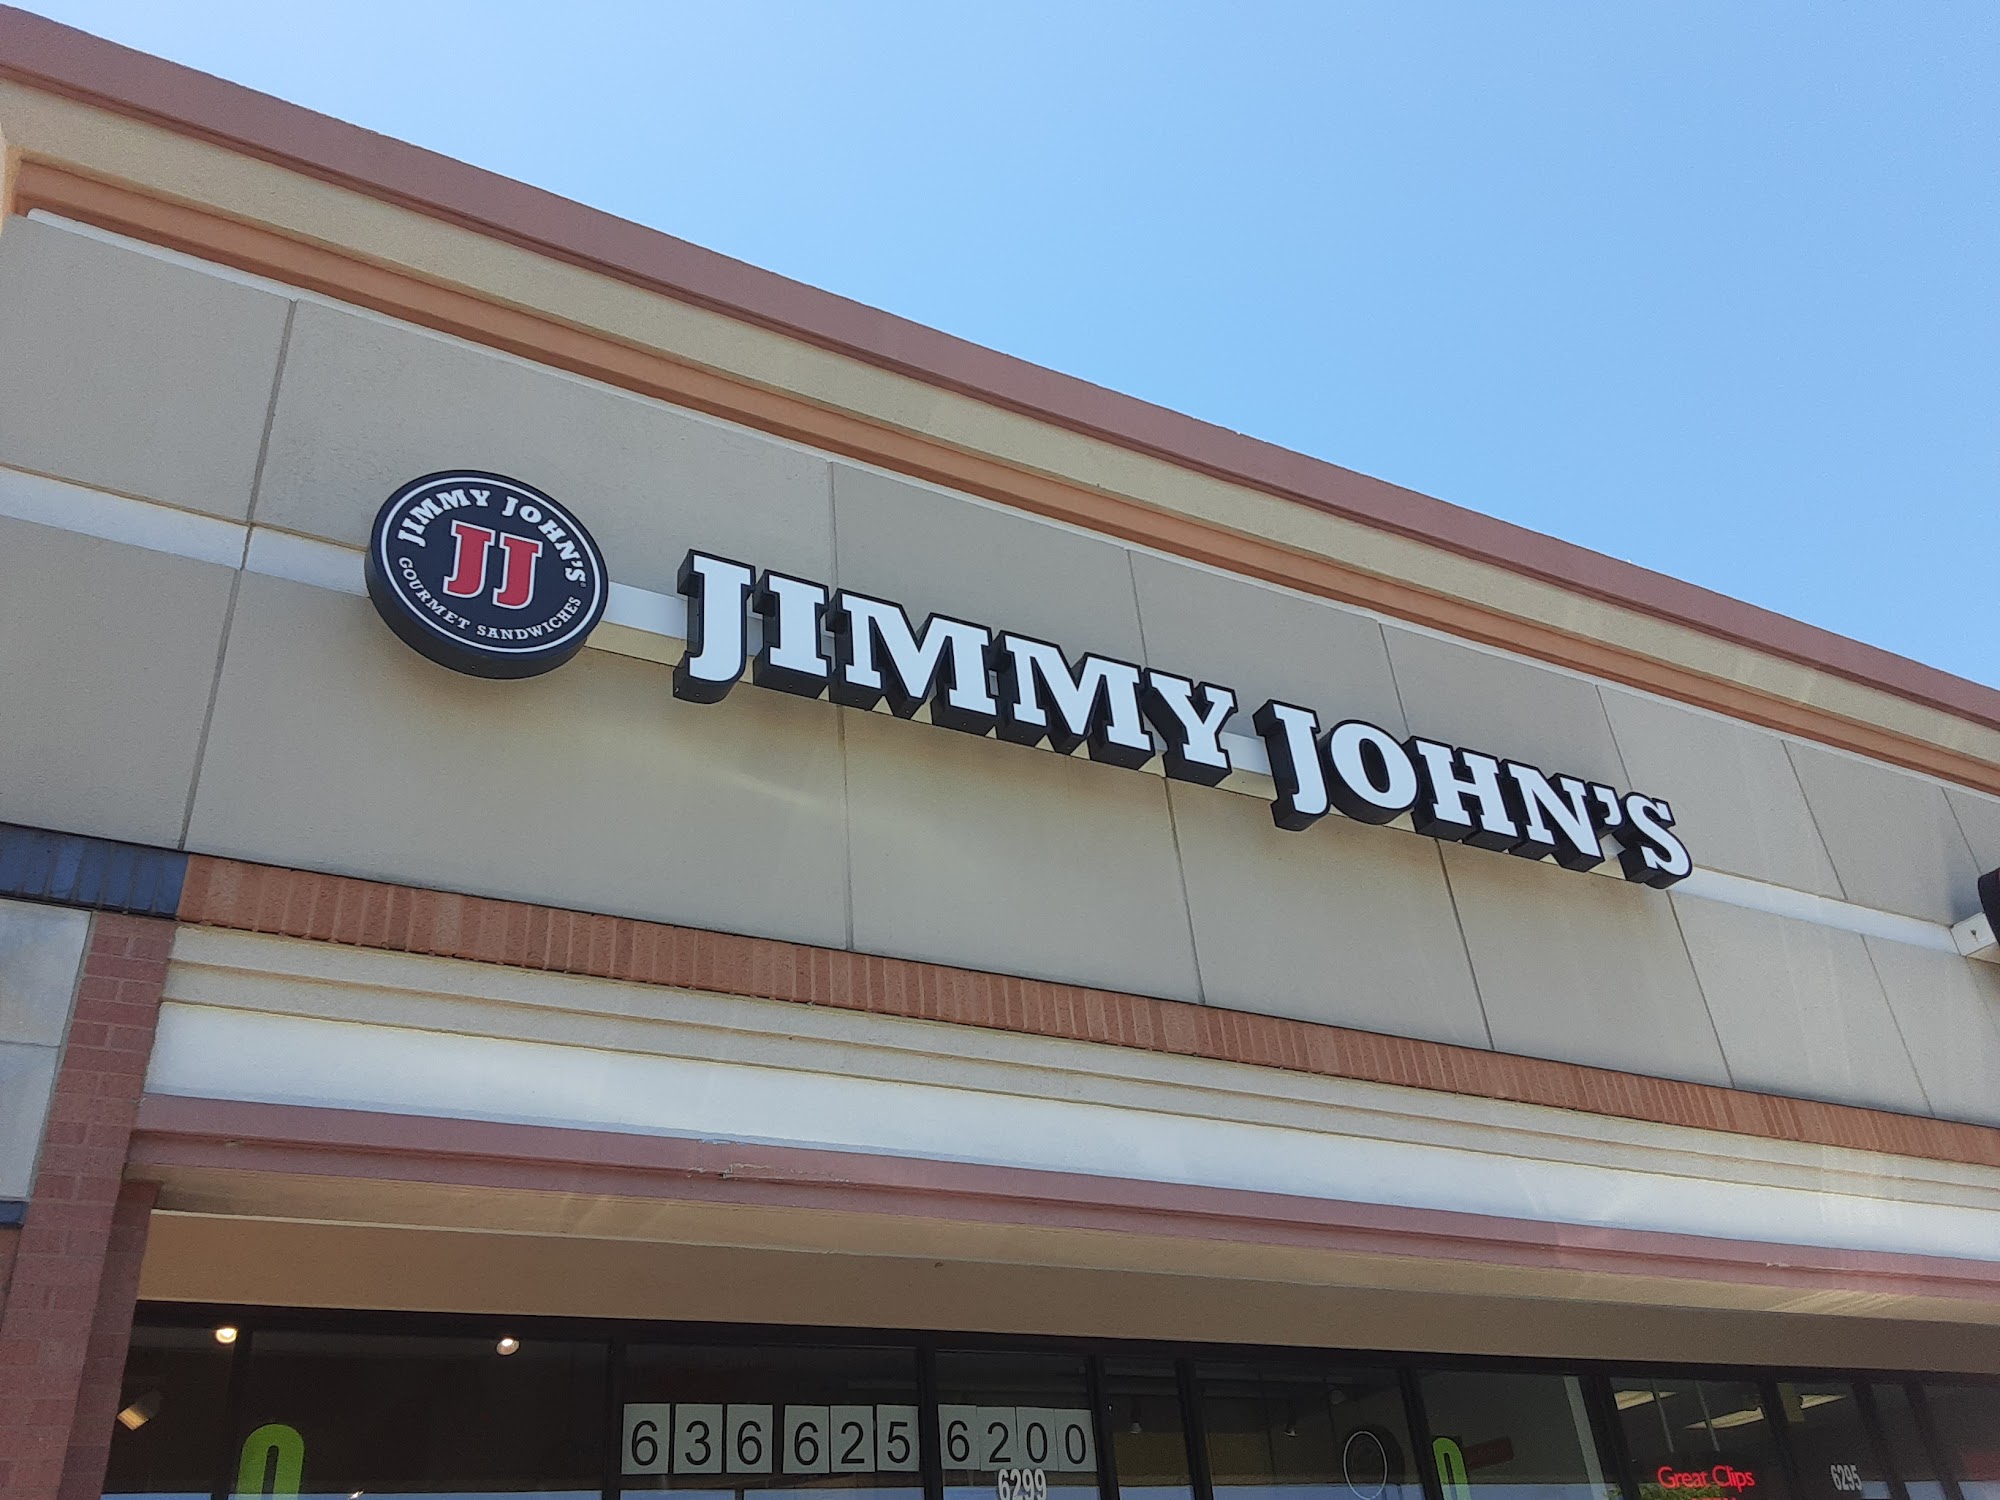 JIMMY JOHN'S®
JJ
GOURMET SANDWICHES
JIMMY JOHN'S
636 625 6200
6299
Great Clips
6295